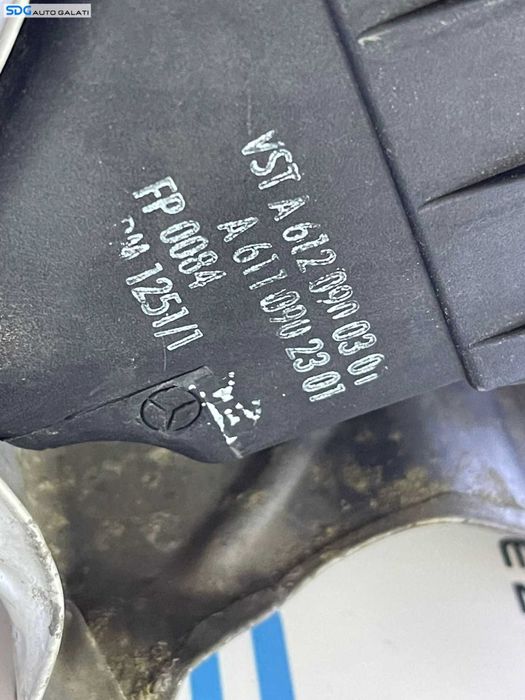 SDG AUTO GALATI
VST A 612 090 03 01
A 611 090 23 01
FP 0084
1251/1